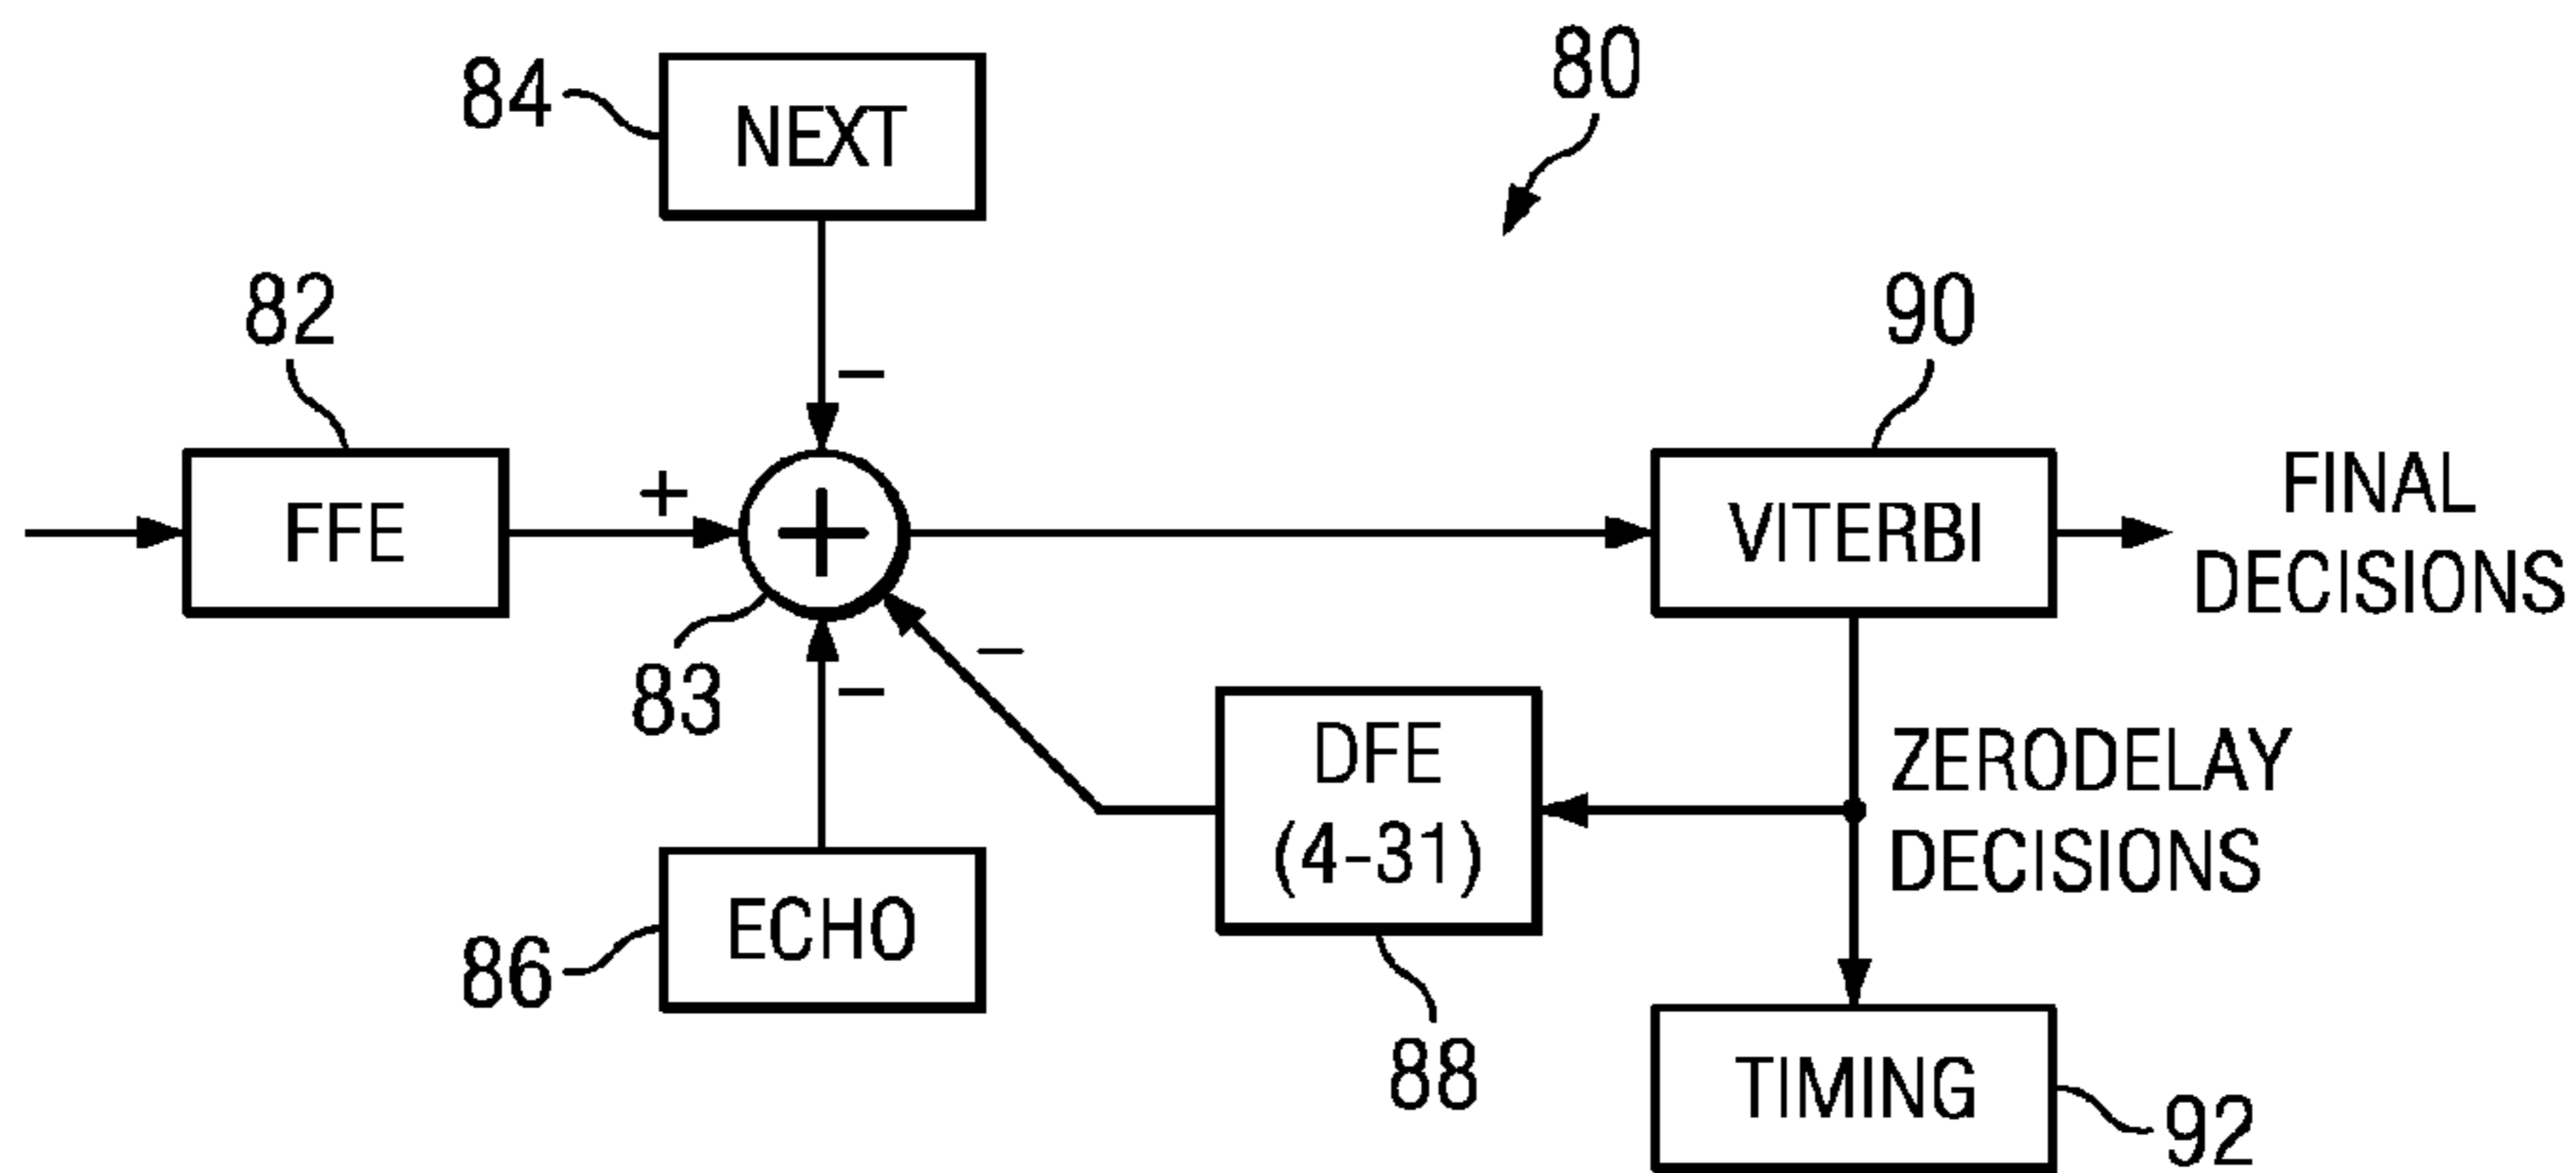 80
84
NEXT
82
90
−
FFE
+
+
VITERBI
FINAL
DECISIONS
83
−
−
DFE
(4-31)
ZERODELAY
DECISIONS
86
ECHO
88
TIMING
92